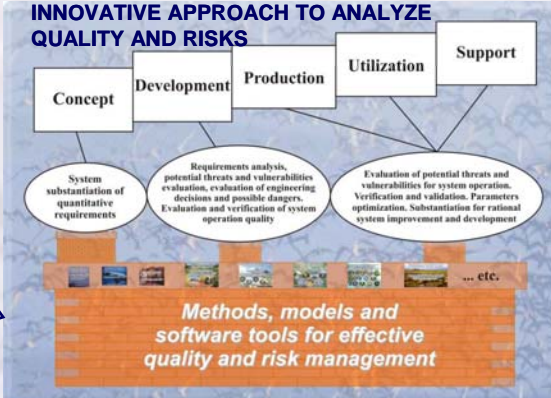 INNOVATIVE APPROACH TO ANALYZE
QUALITY AND RISKS
Concept
Development
Production
Utilization
Support
System
substantiation of
quantitative
requirements
Requirements analysis,
potential threats and vulnerabilities
evaluation, evaluation of engineering
decisions and possible dangers.
Evaluation and verification of system
operation quality
Evaluation of potential threats and
vulnerabilities for system operation.
Verification and validation. Parameters
optimization. Substantiation for rational
system improvement and development
... etc.
Methods, models and
software tools for effective
quality and risk management